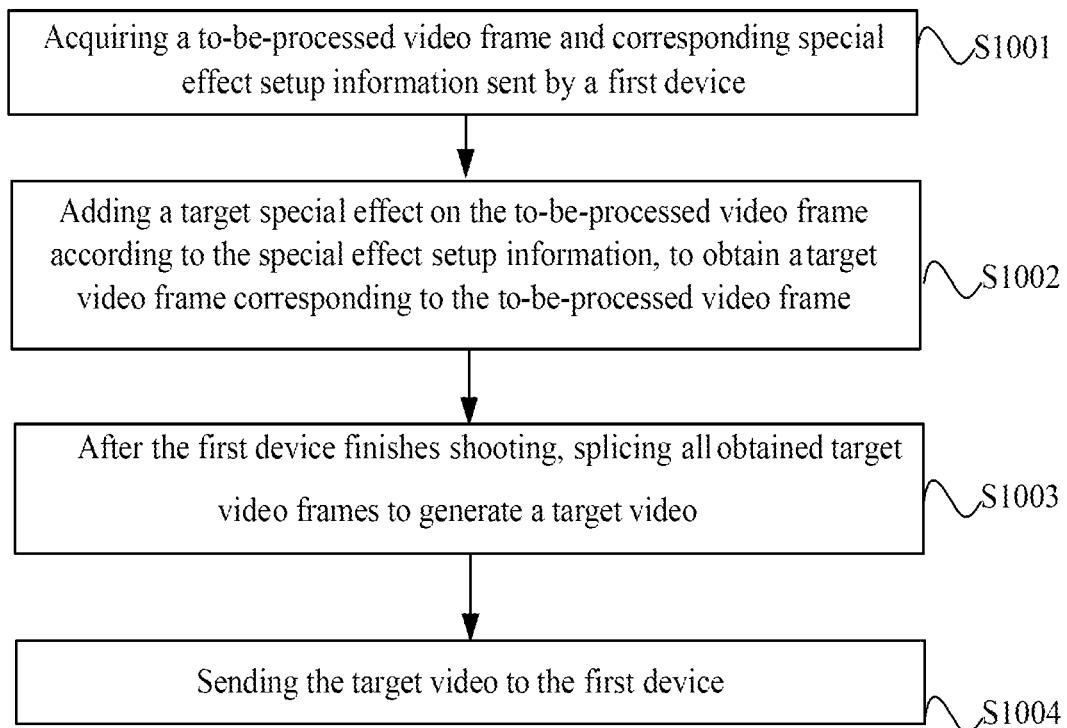 Acquiring a to-be-processed video frame and corresponding special
effect setup information sent by a first device
S1001
Adding a target special effect on the to-be-processed video frame
according to the special effect setup information, to obtain a target
video frame corresponding to the to-be-processed video frame
S1002
After the first device finishes shooting, splicing all obtained target
video frames to generate a target video
S1003
Sending the target video to the first device
S1004